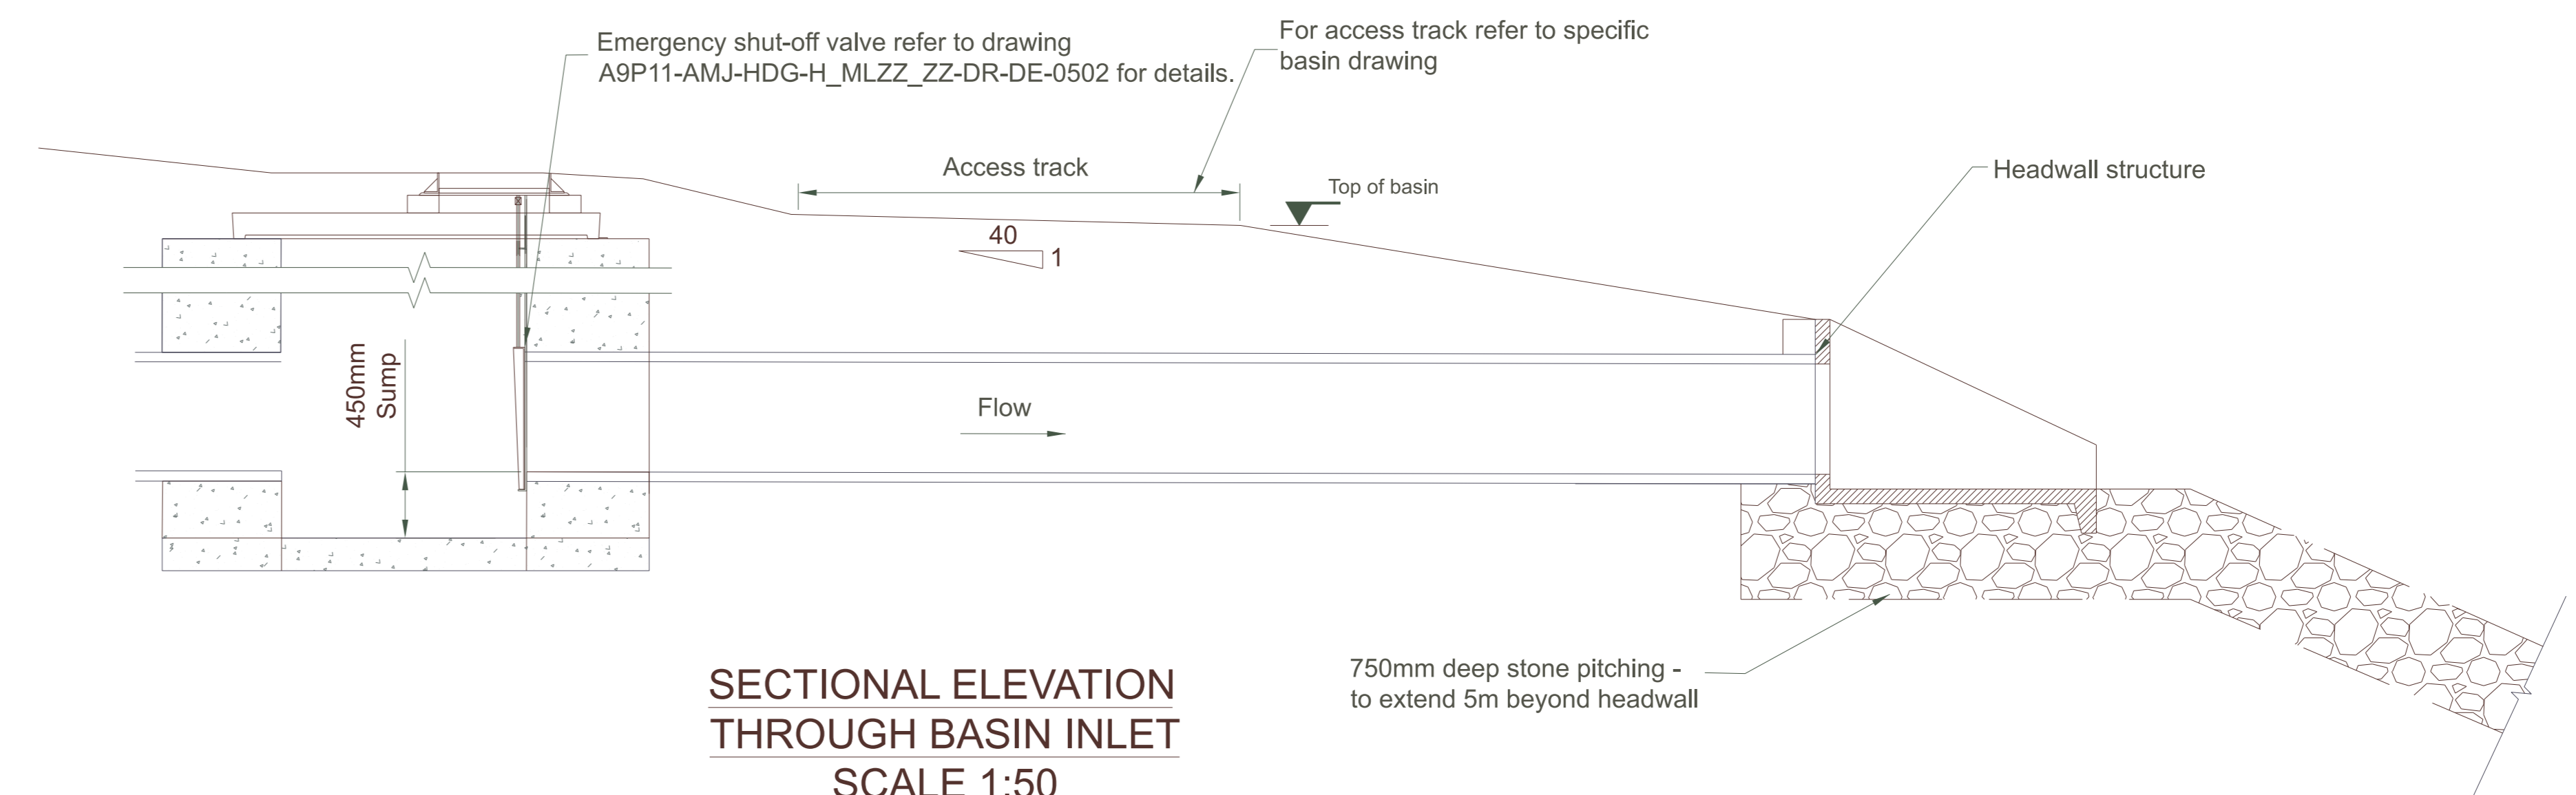 Emergency shut-off valve refer to drawing
A9P11-AMJ-HDG-H_MLZZ_ZZ-DR-DE-0502 for details.
For access track refer to specific
basin drawing
Access track
Top of basin
Headwall structure
40
1
450mm
Sump
Flow
750mm deep stone pitching -
to extend 5m beyond headwall
SECTIONAL ELEVATION
THROUGH BASIN INLET
SCALE 1:50